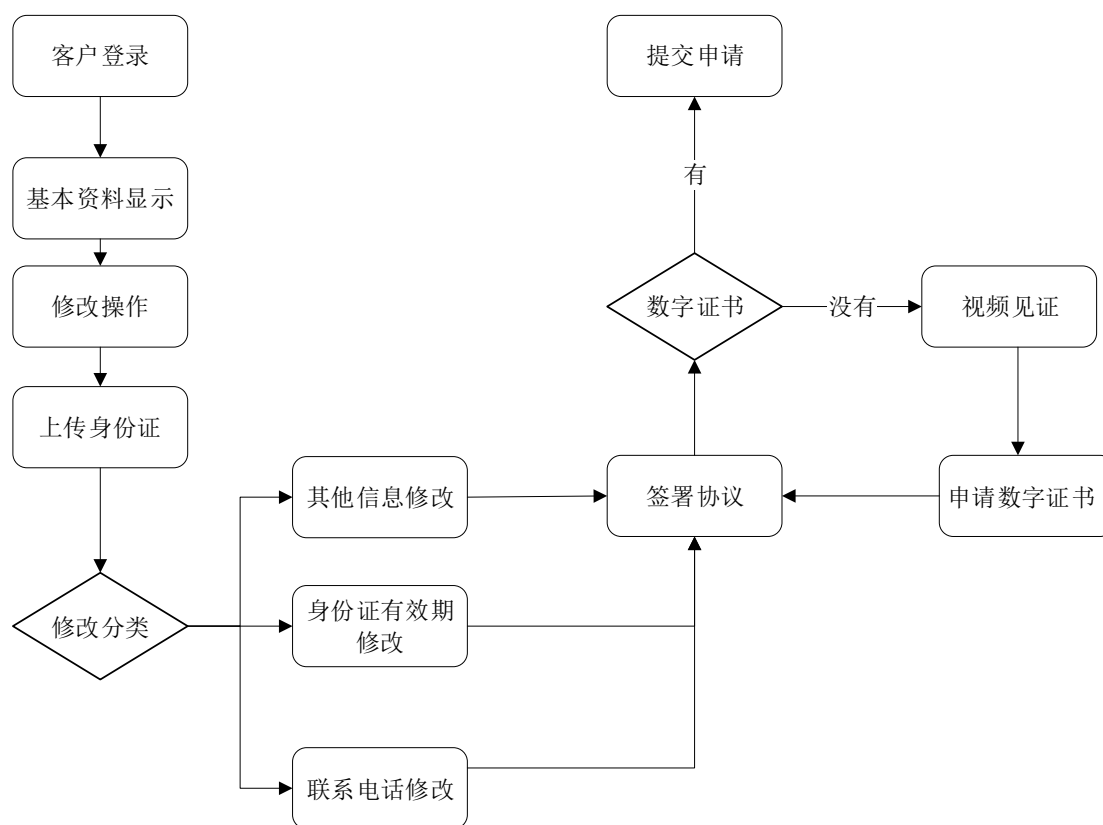 客户登录
基本资料显示
修改操作
上传身份证
修改分类
其他信息修改
身份证有效期
修改
联系电话修改
提交申请
有
数字证书
没有
视频见证
签署协议
申请数字证书